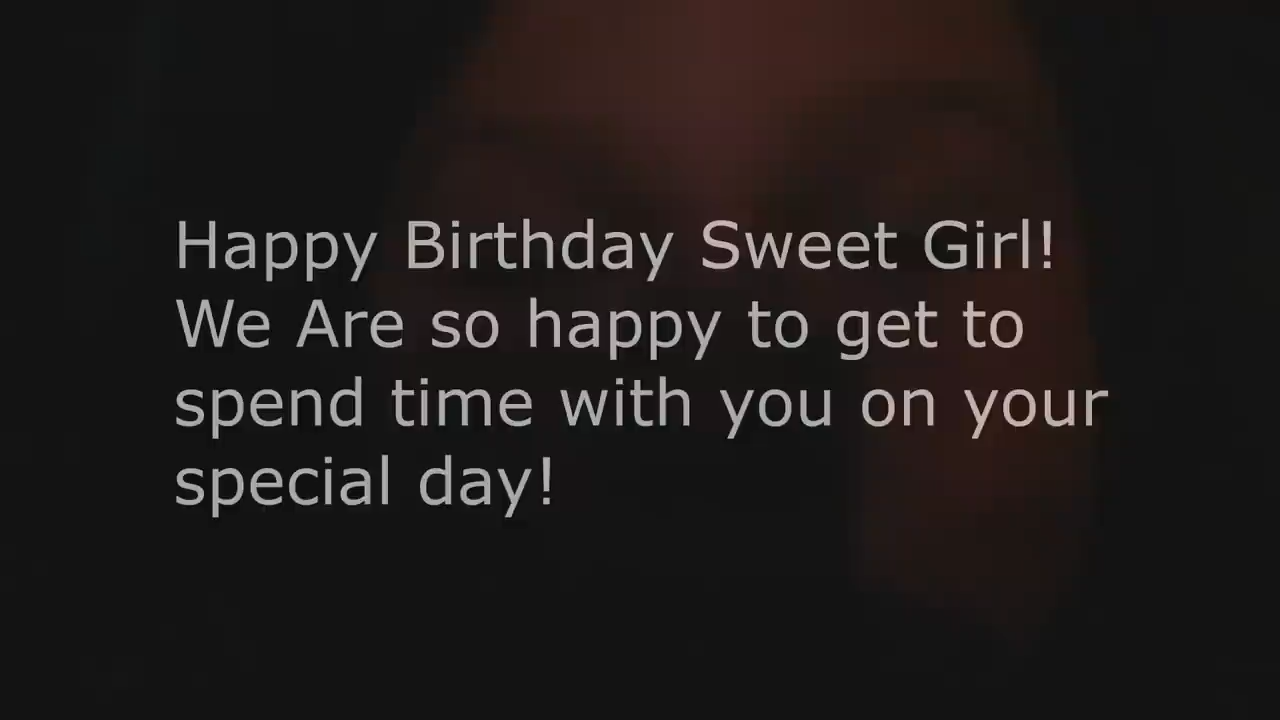 Happy Birthday Sweet Girl!
We Are so happy to get to
spend time with you on your
special day!